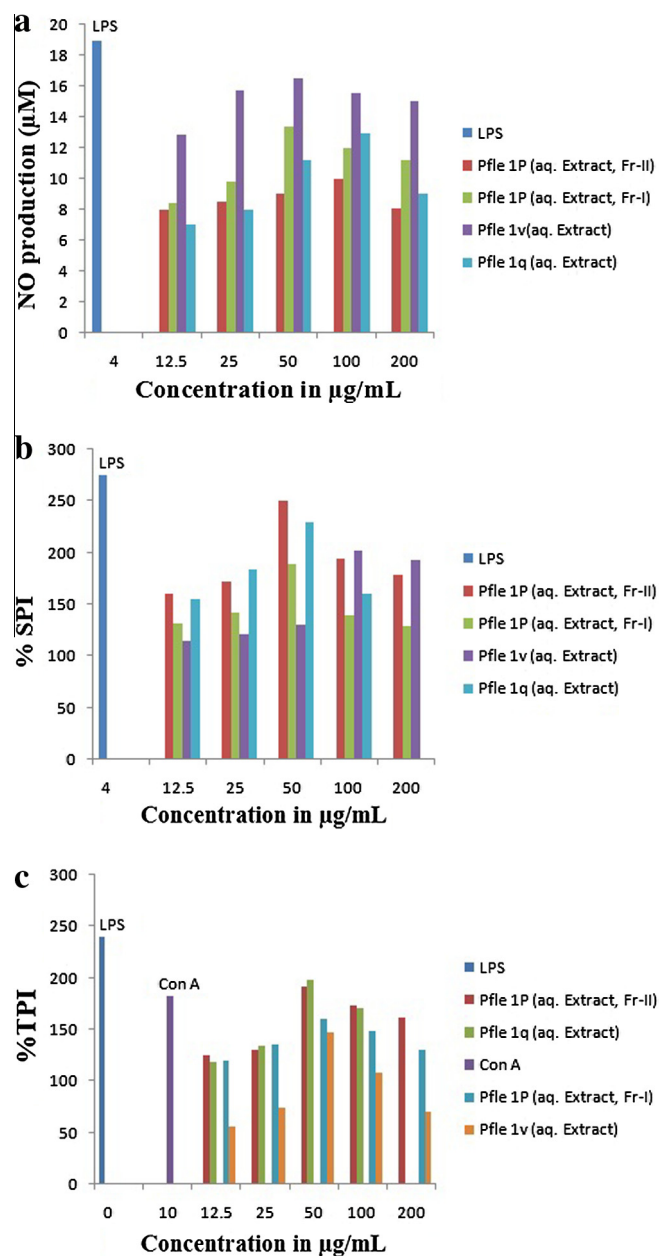 a
LPS
20
18
16
14
12
10
8
6
4
2
0
NO production (µM)
4 12.5 25 50 100 200
Concentration in µg/mL
LPS
Pfle 1P (aq. Extract, Fr-II)
Pfle 1P (aq. Extract, Fr-I)
Pfle 1v(aq. Extract)
Pfle 1q (aq. Extract)
b
LPS
300
250
200
150
100
50
0
% SPI
4 12.5 25 50 100 200
Concentration in µg/mL
LPS
Pfle 1P (aq. Extract, Fr-II)
Pfle 1P (aq. Extract, Fr-I)
Pfle 1v (aq. Extract)
Pfle 1q (aq. Extract)
c
LPS
Con A
300
250
200
150
100
50
0
%TPI
0 10 12.5 25 50 100 200
Concentration in µg/mL
LPS
Pfle 1P (aq. Extract, Fr-II)
Pfle 1q (aq. Extract)
Con A
Pfle 1P (aq. Extract, Fr-I)
Pfle 1v (aq. Extract)